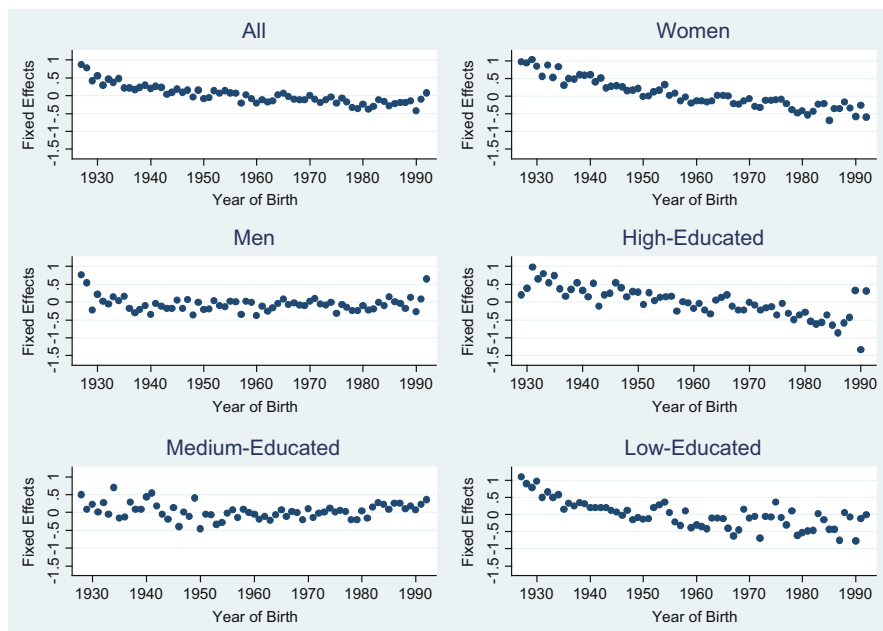 All
Fixed Effects
-1.5 -1 -.5 0 .5 1
1930 1940 1950 1960 1970 1980 1990
Year of Birth
Women
Fixed Effects
-1.5 -1 -.5 0 .5 1
1930 1940 1950 1960 1970 1980 1990
Year of Birth
Men
Fixed Effects
-1.5 -1 -.5 0 .5 1
1930 1940 1950 1960 1970 1980 1990
Year of Birth
High-Educated
Fixed Effects
-1.5 -1 -.5 0 .5 1
1930 1940 1950 1960 1970 1980 1990
Year of Birth
Medium-Educated
Fixed Effects
-1.5 -1 -.5 0 .5 1
1930 1940 1950 1960 1970 1980 1990
Year of Birth
Low-Educated
Fixed Effects
-1.5 -1 -.5 0 .5 1
1930 1940 1950 1960 1970 1980 1990
Year of Birth